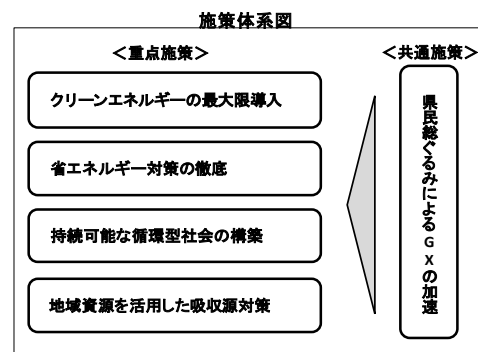 施策体系図
＜重点施策＞
クリーンエネルギーの最大限導入
省エネルギー対策の徹底
持続可能な循環型社会の構築
地域資源を活用した吸収源対策
＜共通施策＞
県民総ぐるみによるGXの加速